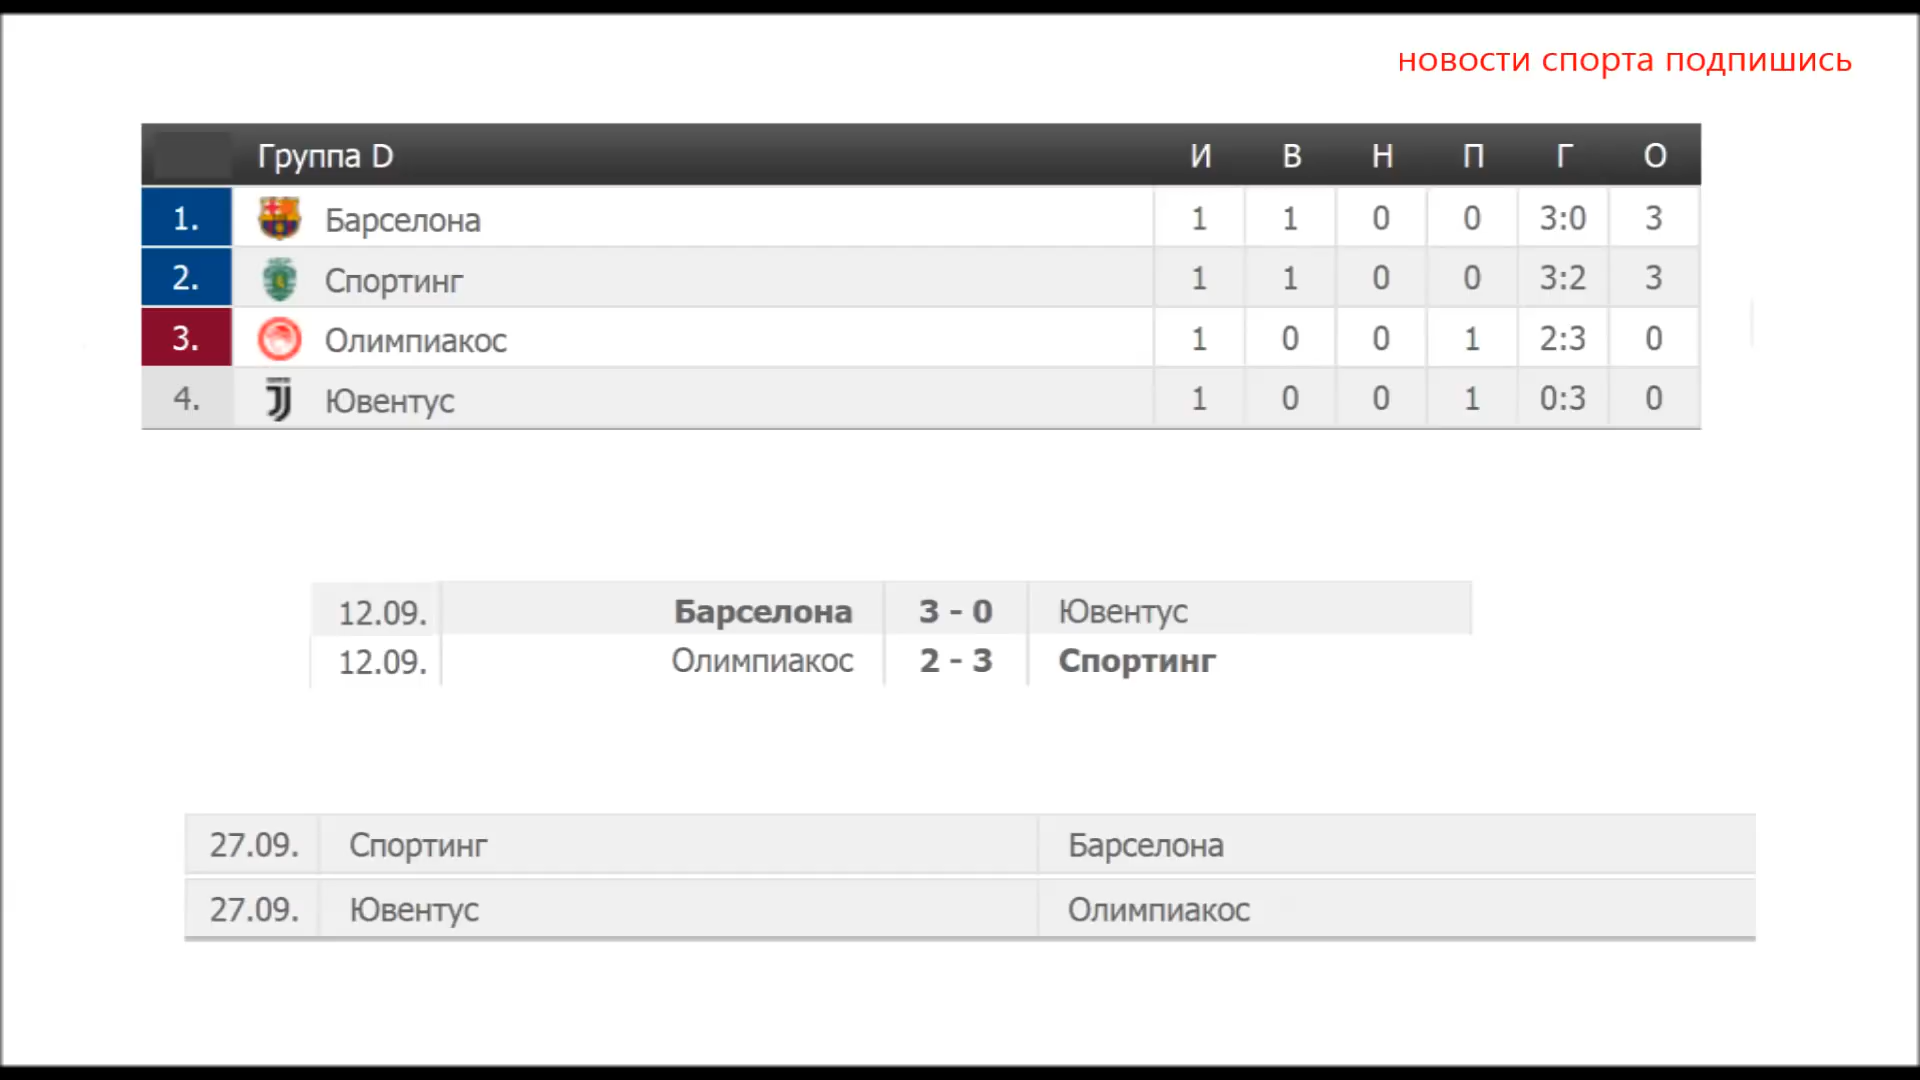 новости спорта подпишись
Группа D И В Н П Г О
1. Барселона 1 1 0 0 3:0 3
2. Спортинг 1 1 0 0 3:2 3
3. Олимпиакос 1 0 0 1 2:3 0
4. Ювентус 1 0 0 1 0:3 0
12.09. Барселона 3 - 0 Ювентус
12.09. Олимпиакос 2 - 3 Спортинг
27.09. Спортинг Барселона
27.09. Ювентус Олимпиакос